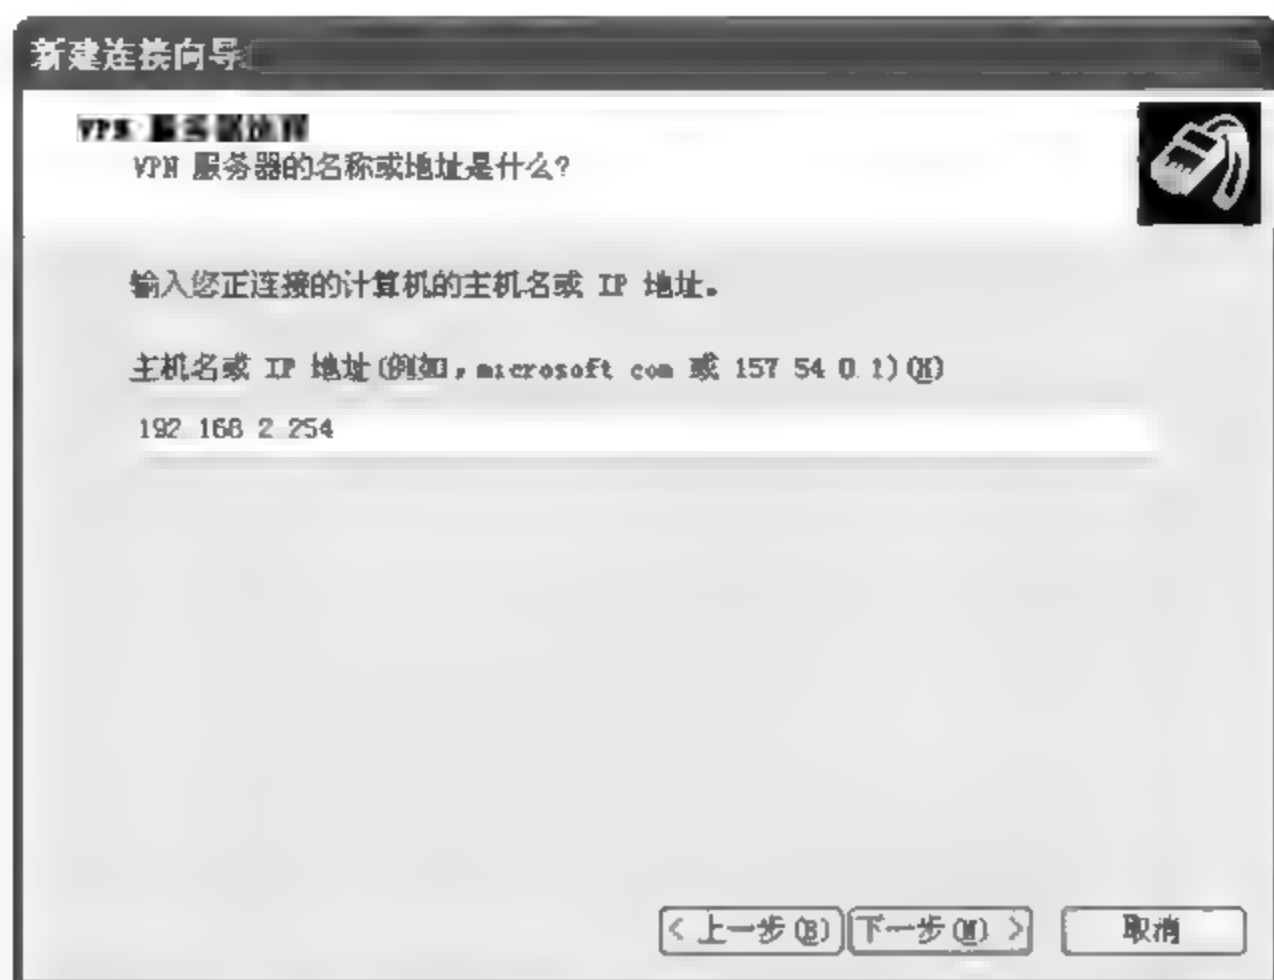 新建连接向导
VPN 服务器选择
VPN 服务器的名称或地址是什么?
输入您正连接的计算机的主机名或 IP 地址。
主机名或 IP 地址(例如，microsoft com 或 157 54 0 1)(H)
192 168 2 254
< 上一步(B) 下一步(N) > 取消